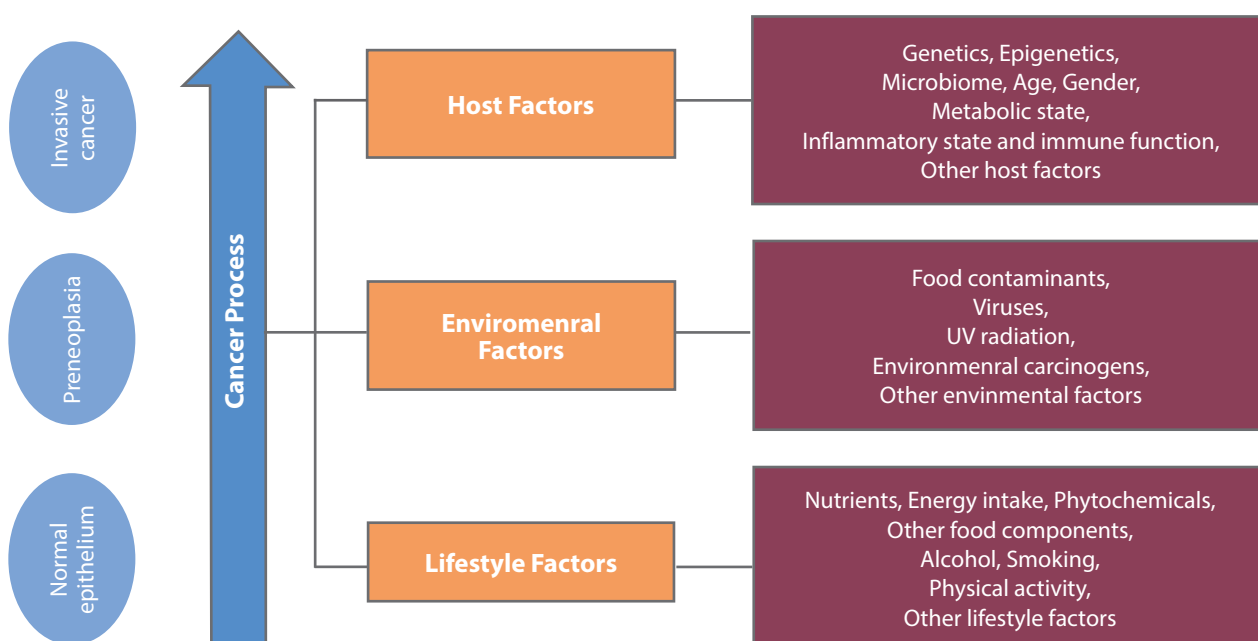 Invasive
cancer
Preneoplasia
Normal
epithelium
Cancer Process
Host Factors
Genetics, Epigenetics,
Microbiome, Age, Gender,
Metabolic state,
Inflammatory state and immune function,
Other host factors
Enviromenral
Factors
Food contaminants,
Viruses,
UV radiation,
Environmenral carcinogens,
Other envinmental factors
Lifestyle Factors
Nutrients, Energy intake, Phytochemicals,
Other food components,
Alcohol, Smoking,
Physical activity,
Other lifestyle factors